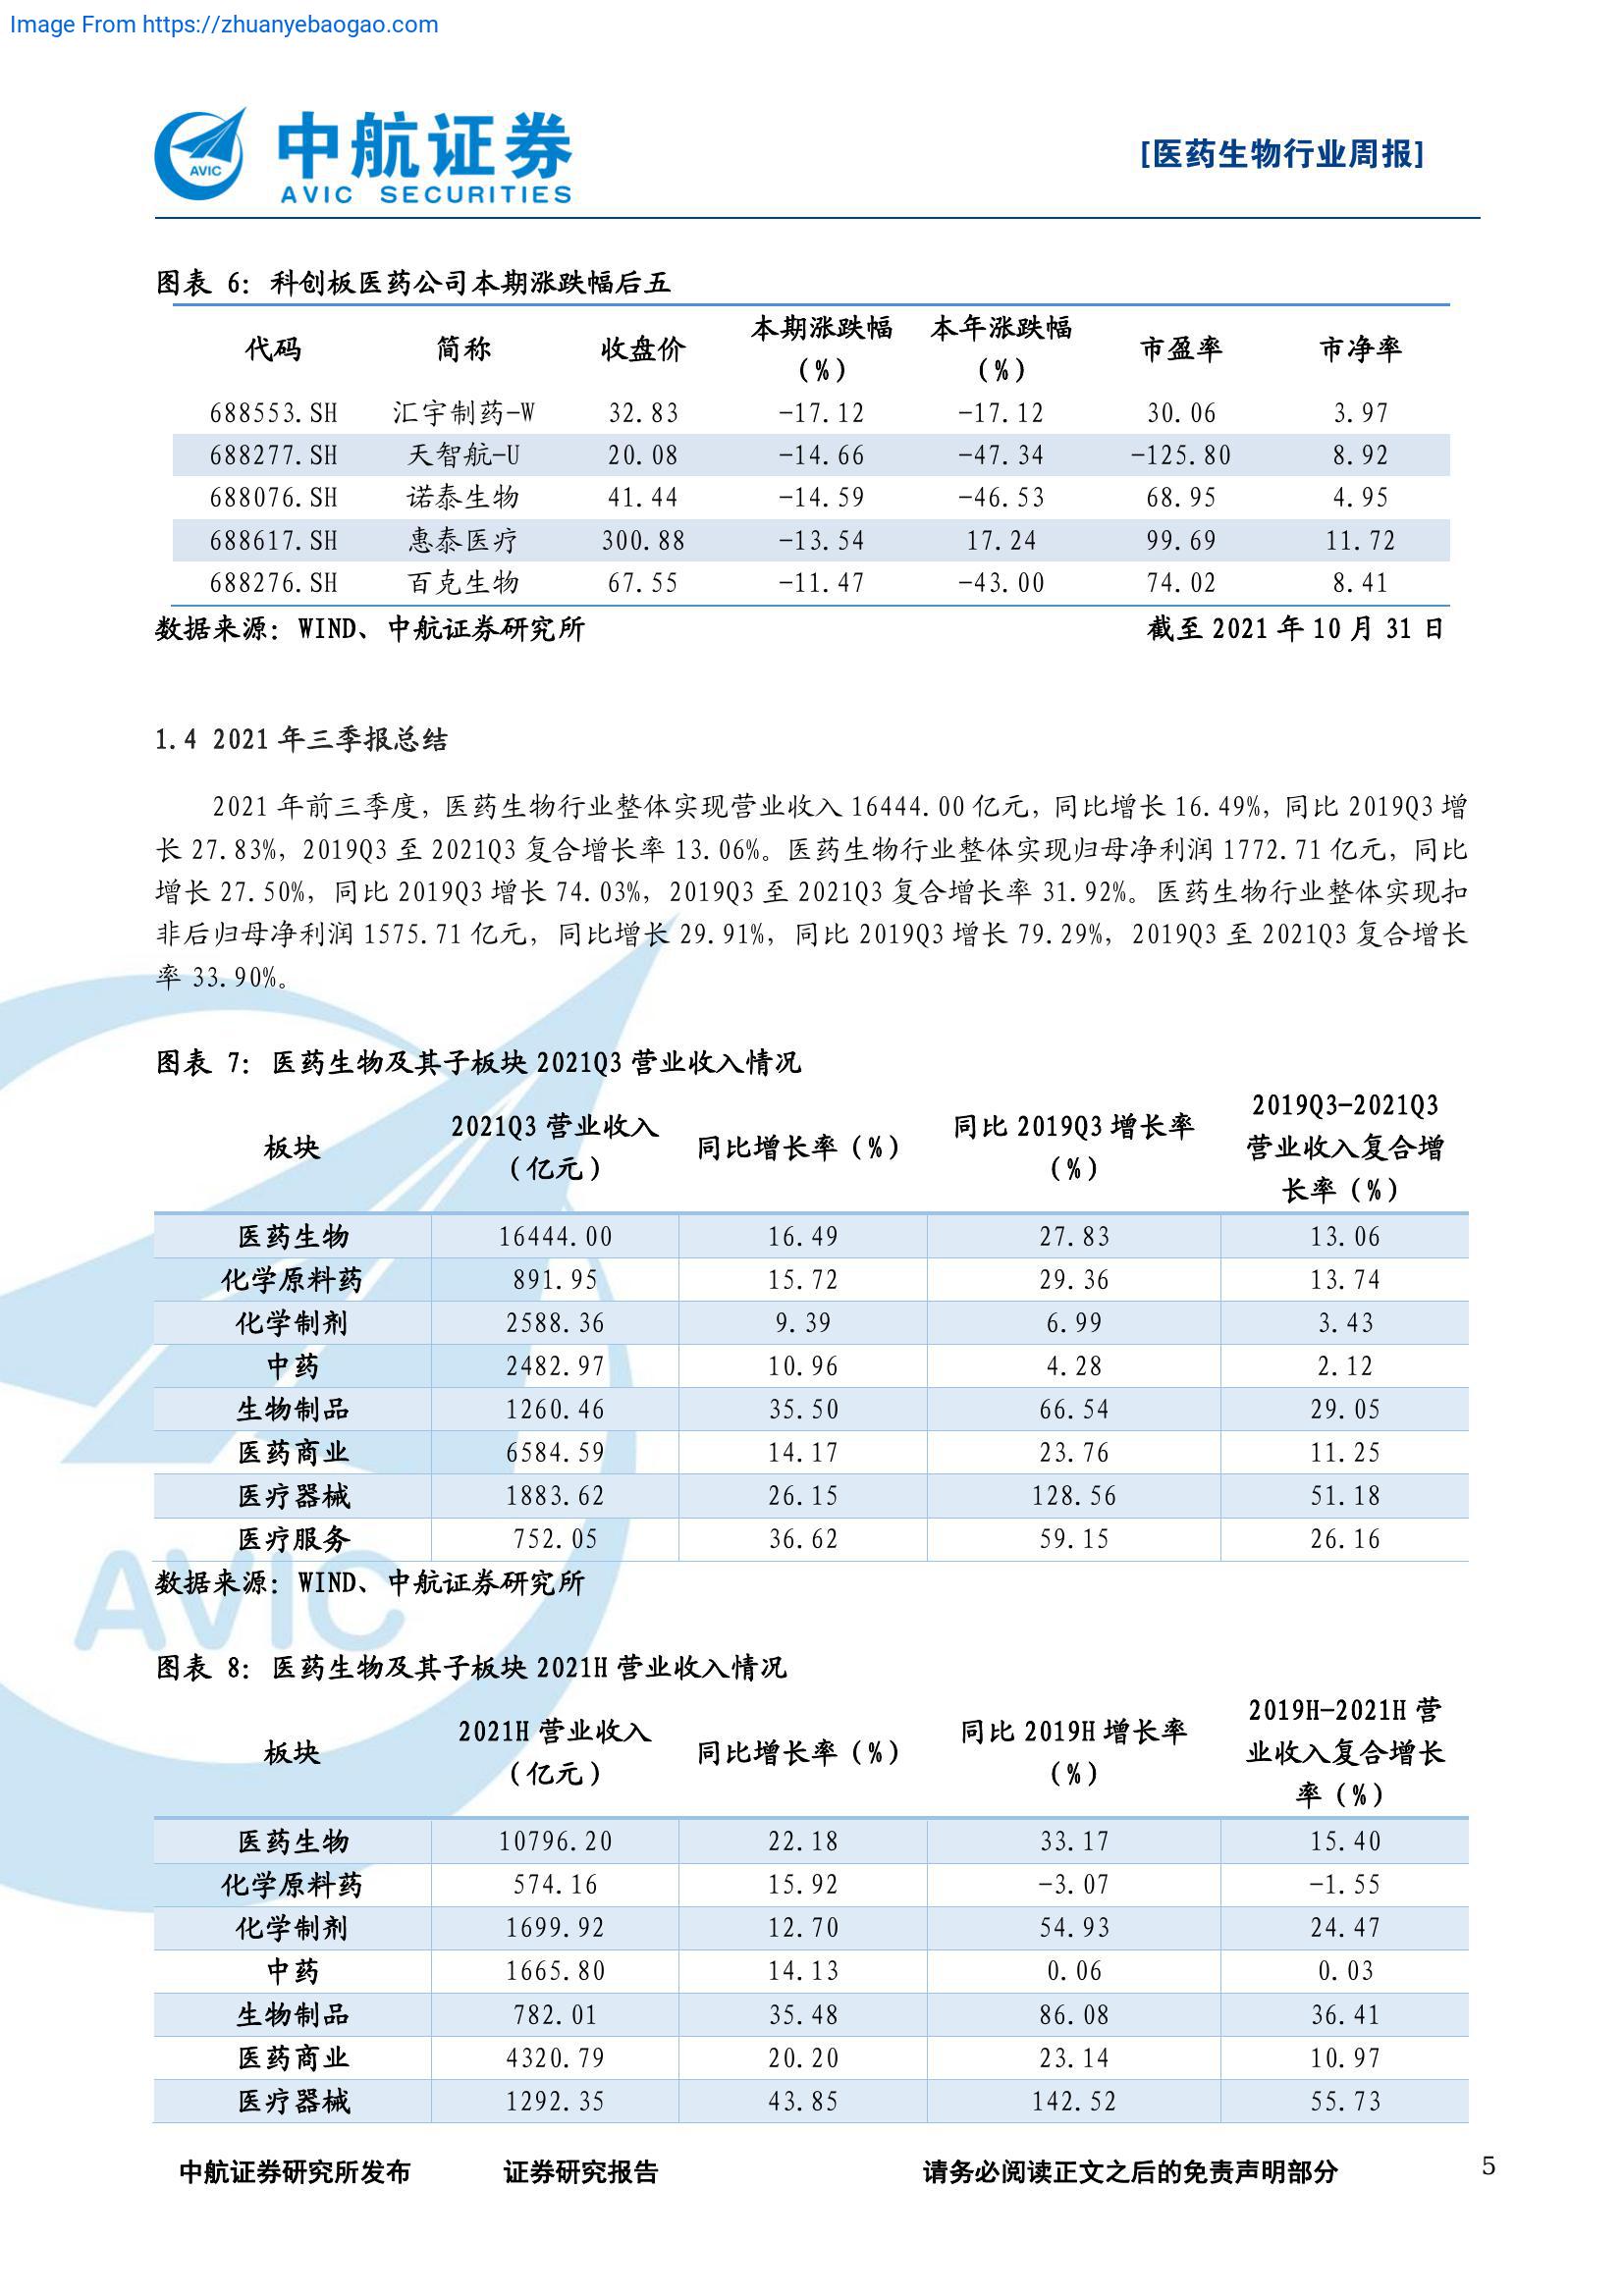 Image From https://zhuanyebaogao.com
中航证券
AVIC SECURITIES
AVIC
[医药生物行业周报]
图表 6：科创板医药公司本期涨跌幅后五
代码 简称 收盘价 本期涨跌幅（%） 本年涨跌幅（%） 市盈率 市净率
688553.SH 汇宇制药-W 32.83 -17.12 -17.12 30.06 3.97
688277.SH 天智航-U 20.08 -14.66 -47.34 -125.80 8.92
688076.SH 诺泰生物 41.44 -14.59 -46.53 68.95 4.95
688617.SH 惠泰医疗 300.88 -13.54 17.24 99.69 11.72
688276.SH 百克生物 67.55 -11.47 -43.00 74.02 8.41
数据来源：WIND、中航证券研究所 截至 2021 年 10 月 31 日
1.4 2021 年三季报总结
2021 年前三季度，医药生物行业整体实现营业收入 16444.00 亿元，同比增长 16.49%，同比 2019Q3 增
长 27.83%，2019Q3 至 2021Q3 复合增长率 13.06%。医药生物行业整体实现归母净利润 1772.71 亿元，同比
增长 27.50%，同比 2019Q3 增长 74.03%，2019Q3 至 2021Q3 复合增长率 31.92%。医药生物行业整体实现扣
非后归母净利润 1575.71 亿元，同比增长 29.91%，同比 2019Q3 增长 79.29%，2019Q3 至 2021Q3 复合增长
率 33.90%。
图表 7：医药生物及其子板块 2021Q3 营业收入情况
板块 2021Q3 营业收入（亿元） 同比增长率（%） 同比 2019Q3 增长率（%） 2019Q3-2021Q3 营业收入复合增长率（%）
医药生物 16444.00 16.49 27.83 13.06
化学原料药 891.95 15.72 29.36 13.74
化学制剂 2588.36 9.39 6.99 3.43
中药 2482.97 10.96 4.28 2.12
生物制品 1260.46 35.50 66.54 29.05
医药商业 6584.59 14.17 23.76 11.25
医疗器械 1883.62 26.15 128.56 51.18
医疗服务 752.05 36.62 59.15 26.16
数据来源：WIND、中航证券研究所
AVIC
图表 8：医药生物及其子板块 2021H 营业收入情况
板块 2021H 营业收入（亿元） 同比增长率（%） 同比 2019H 增长率（%） 2019H-2021H 营业收入复合增长率（%）
医药生物 10796.20 22.18 33.17 15.40
化学原料药 574.16 15.92 -3.07 -1.55
化学制剂 1699.92 12.70 54.93 24.47
中药 1665.80 14.13 0.06 0.03
生物制品 782.01 35.48 86.08 36.41
医药商业 4320.79 20.20 23.14 10.97
医疗器械 1292.35 43.85 142.52 55.73
中航证券研究所发布 证券研究报告 请务必阅读正文之后的免责声明部分 5